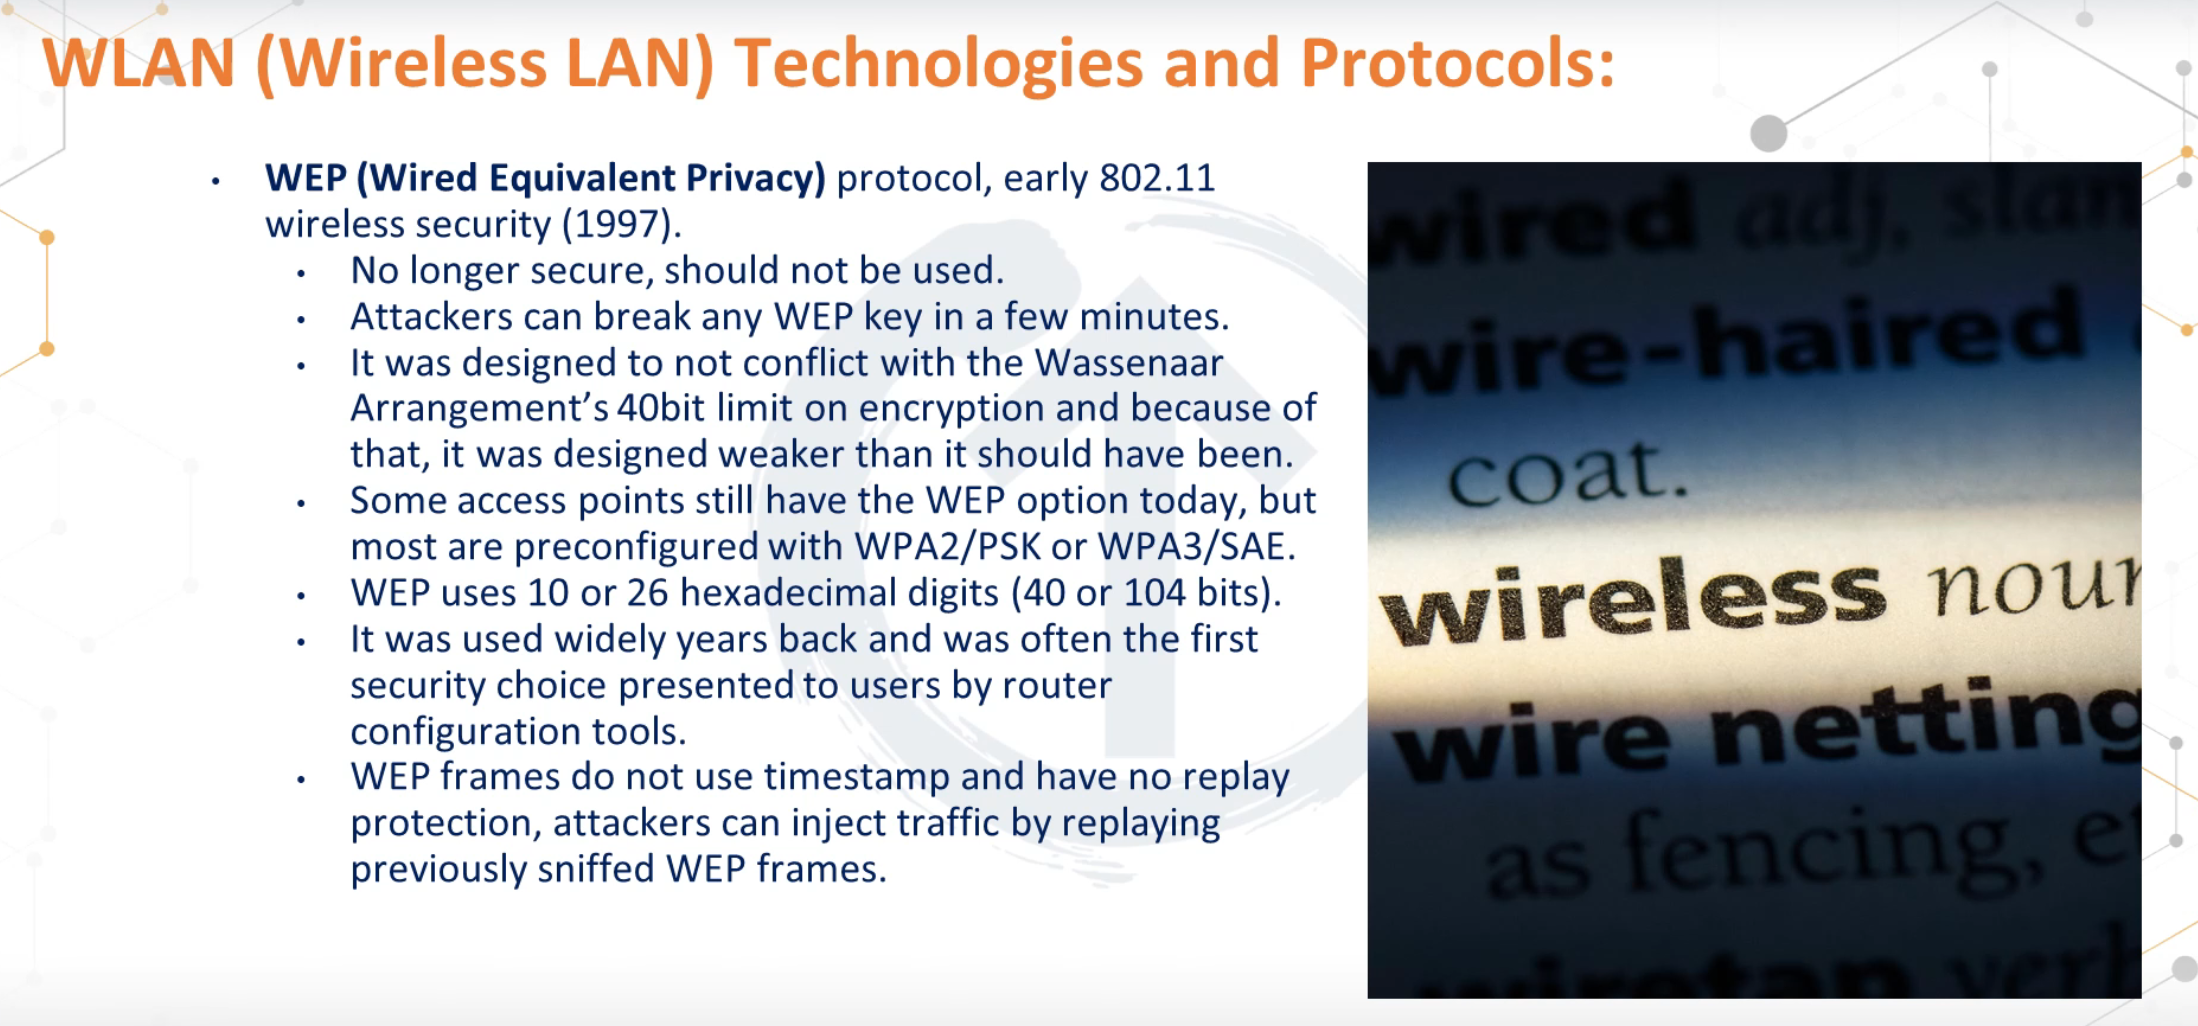 WLAN (Wireless LAN) Technologies and Protocols:
• WEP (Wired Equivalent Privacy) protocol, early 802.11
wireless security (1997).
• No longer secure, should not be used.
• Attackers can break any WEP key in a few minutes.
• It was designed to not conflict with the Wassenaar
Arrangement’s 40bit limit on encryption and because of
that, it was designed weaker than it should have been.
• Some access points still have the WEP option today, but
most are preconfigured with WPA2/PSK or WPA3/SAE.
• WEP uses 10 or 26 hexadecimal digits (40 or 104 bits).
• It was used widely years back and was often the first
security choice presented to users by router
configuration tools.
• WEP frames do not use timestamp and have no replay
protection, attackers can inject traffic by replaying
previously sniffed WEP frames.
wired adj, slan
wire-haired
coat.
wireless nour
wire netting
as fencing, e
wiretap verb